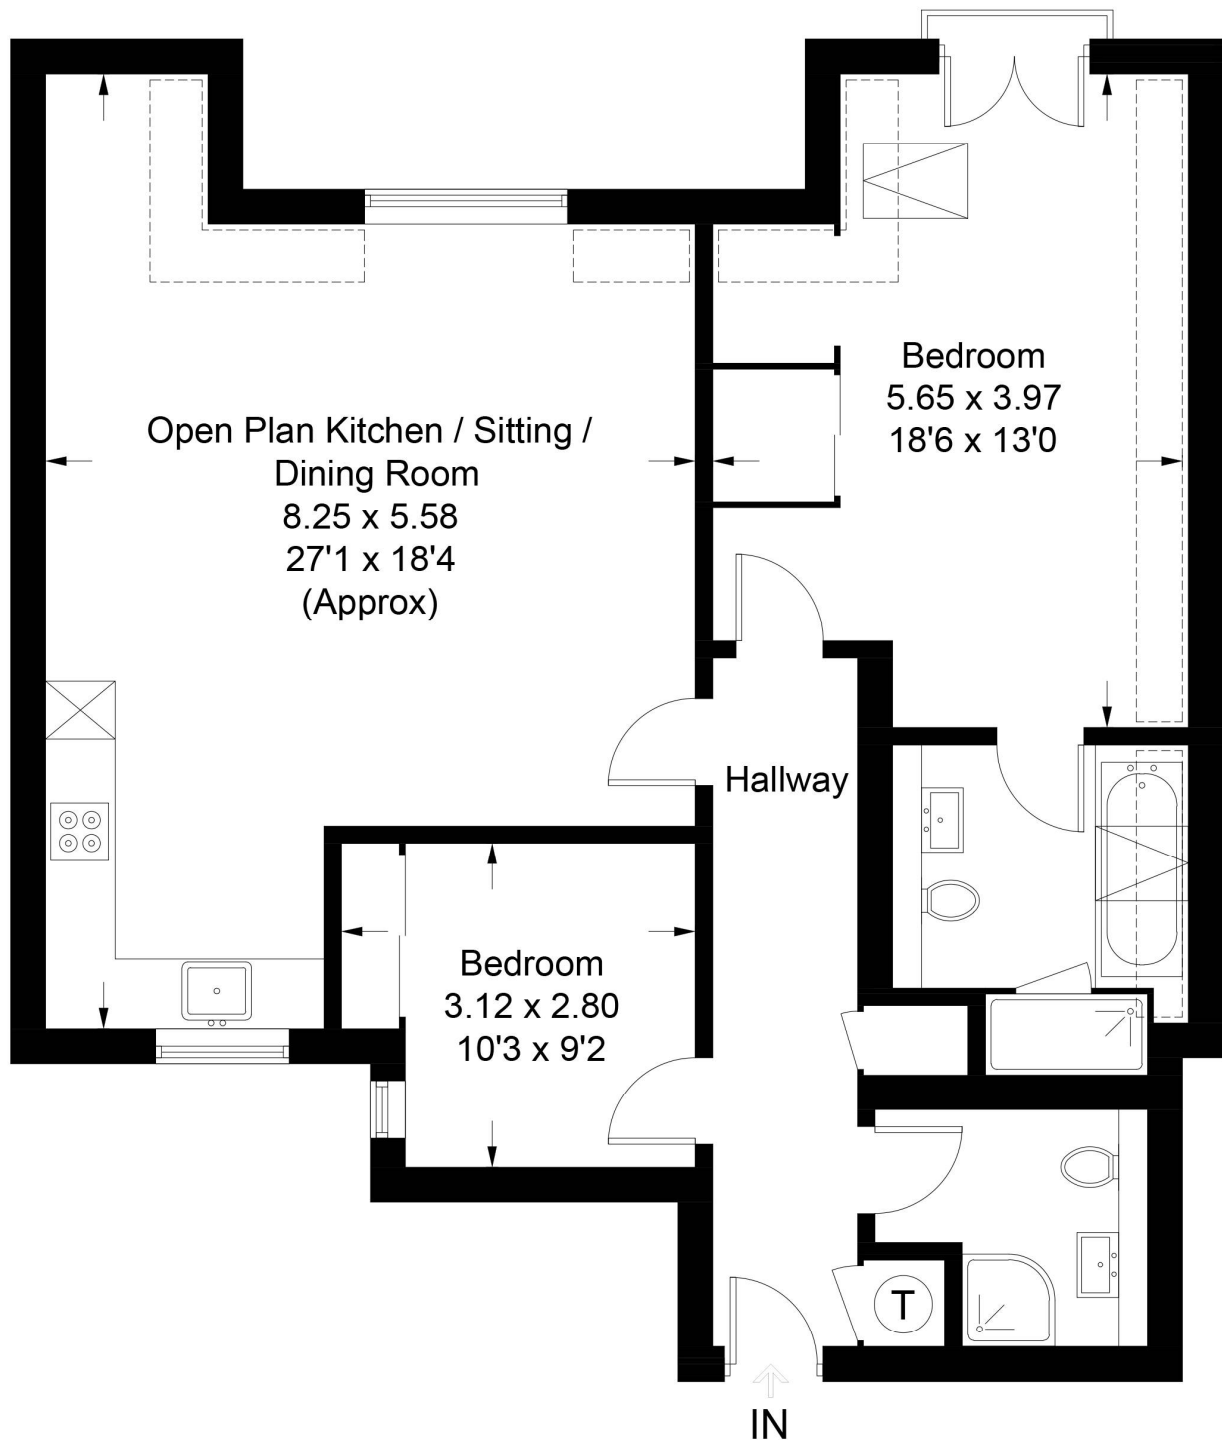 Open Plan Kitchen / Sitting /
Dining Room
8.25 x 5.58
27'1 x 18'4
(Approx)
Bedroom
5.65 x 3.97
18'6 x 13'0
Hallway
Bedroom
3.12 x 2.80
10'3 x 9'2
T
IN